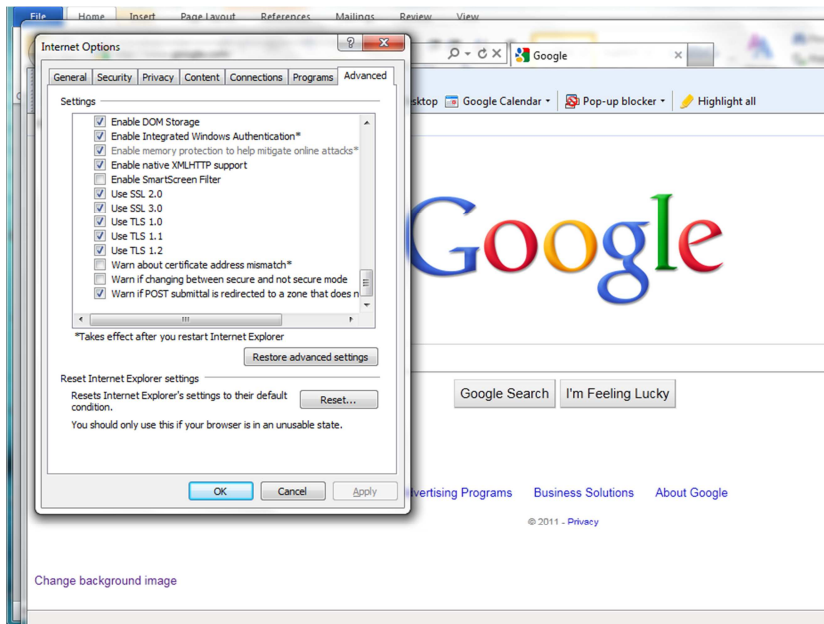 File Home Insert Page Layout References Mailings Review View
Internet Options
Google
General Security Privacy Content Connections Programs Advanced
Google Calendar Pop-up blocker Highlight all
Settings
Enable DOM Storage
Enable Integrated Windows Authentication*
Enable memory protection to help mitigate online attacks*
Enable native XMLHTTP support
Enable SmartScreen Filter
Use SSL 2.0
Use SSL 3.0
Use TLS 1.0
Use TLS 1.1
Use TLS 1.2
Warn about certificate address mismatch*
Warn if changing between secure and not secure mode
Warn if POST submittal is redirected to a zone that does n
*Takes effect after you restart Internet Explorer
Restore advanced settings
Reset Internet Explorer settings
Resets Internet Explorer's settings to their default
condition.
Reset...
You should only use this if your browser is in an unusable state.
OK Cancel Apply
Google
Google Search I'm Feeling Lucky
vertising Programs Business Solutions About Google
© 2011 - Privacy
Change background image